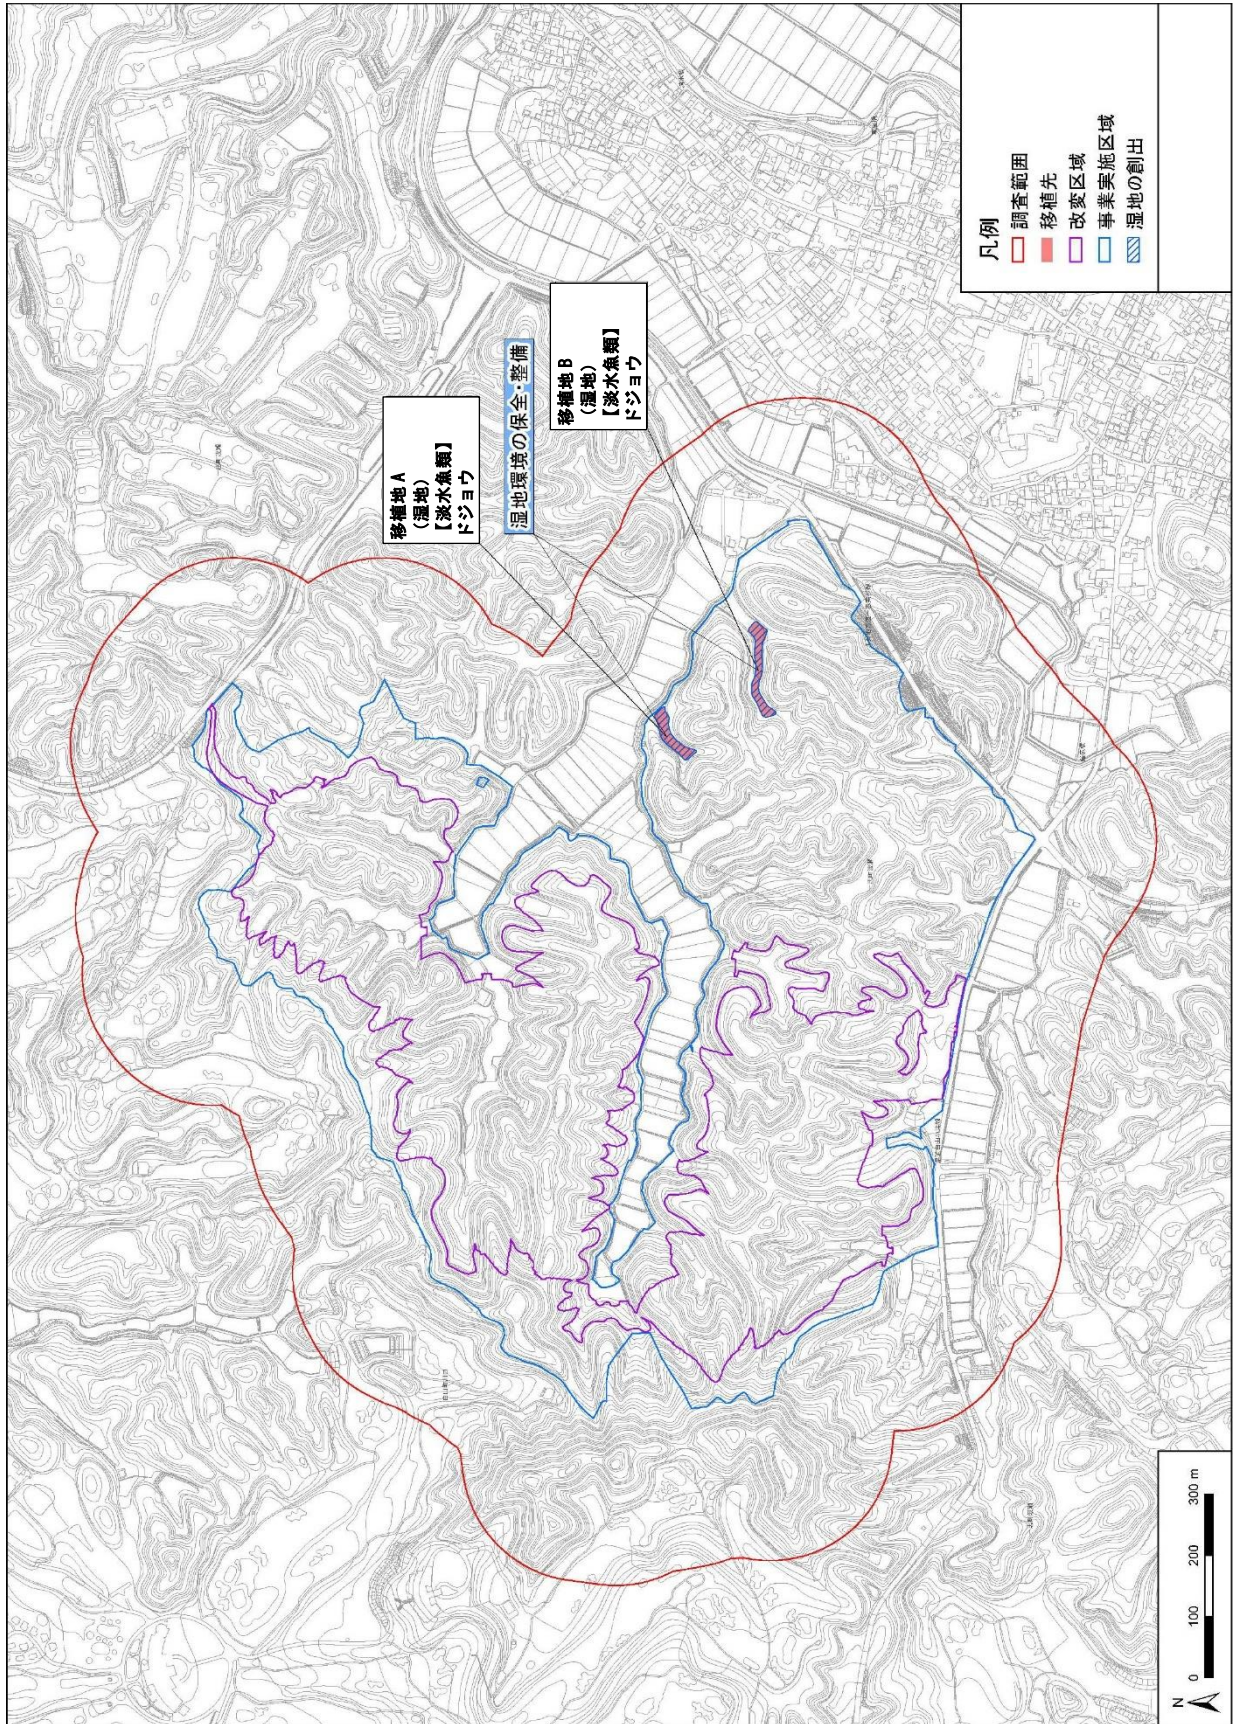 移植地 A
(湿地)
【淡水魚類】
ドジョウ
湿地環境の保全・整備
移植地 B
(湿地)
【淡水魚類】
ドジョウ
凡例
調査範囲
移植先
改変区域
事業実施区域
湿地の創出
N
0 100 200 300 m